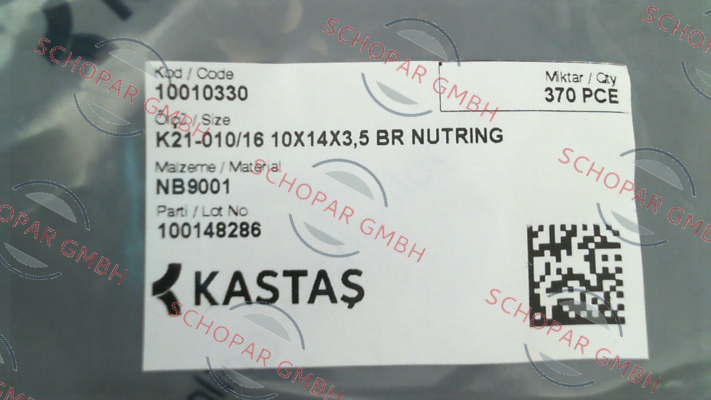 Kod / Code
10010330
Miktar / Qty
370 PCE
Ölçü / Size
K21-010/16 10X14X3,5 BR NUTRING
Malzeme / Material
NB9001
Parti / Lot No
100148286
KASTAŞ
SCHOPAR GMBH
SCHOPAR GMBH
SCHOPAR GMBH
SCHOPAR GMBH
SCHOPAR GMBH
SCHOPAR GMBH